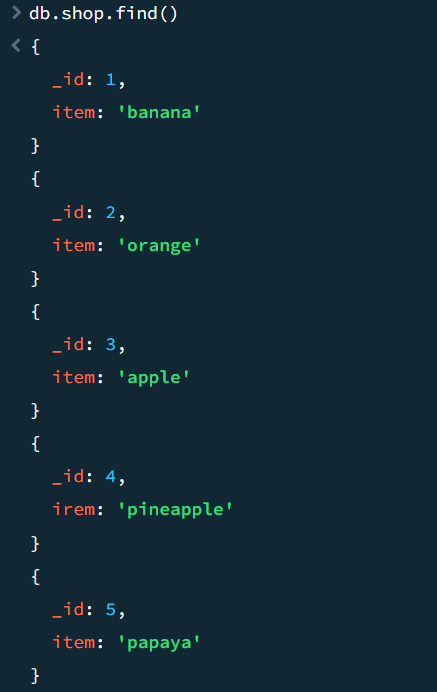 > db.shop.find()
< {
_id: 1,
item: 'banana'
}
{
_id: 2,
item: 'orange'
}
{
_id: 3,
item: 'apple'
}
{
_id: 4,
irem: 'pineapple'
}
{
_id: 5,
item: 'papaya'
}